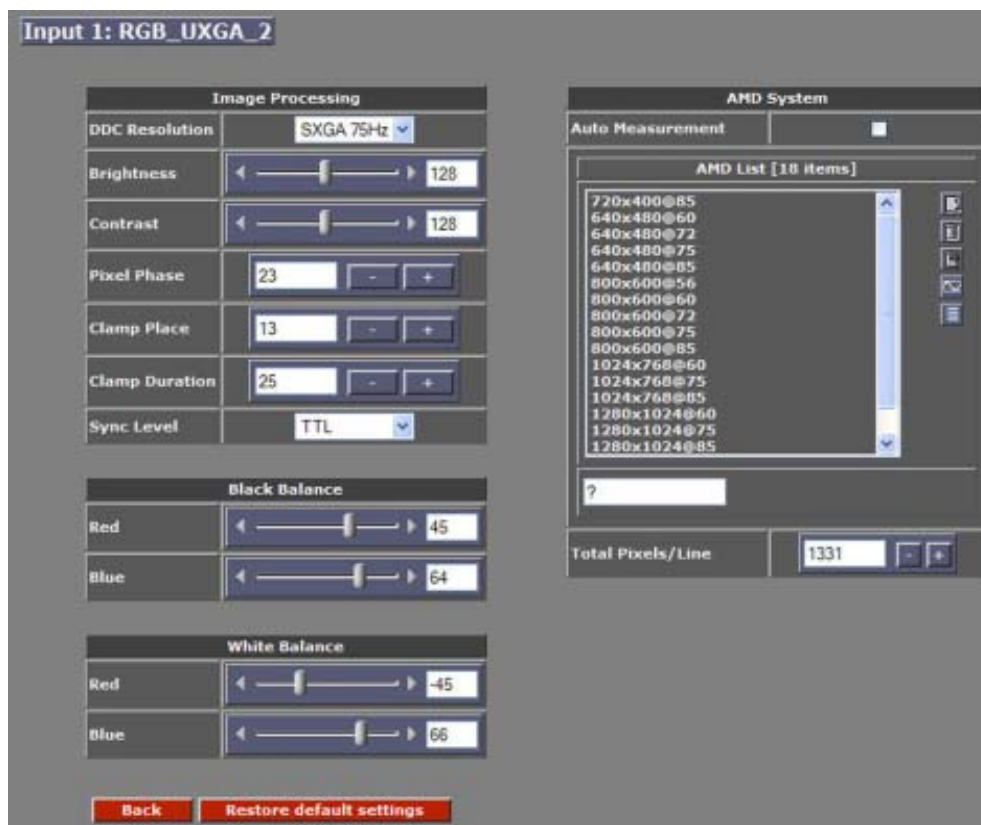 Input 1: RGB_UXGA_2
Image Processing
DDC Resolution SXGA 75Hz
Brightness 128
Contrast 128
Pixel Phase 23 - +
Clamp Place 13 - +
Clamp Duration 25 - +
Sync Level TTL
Black Balance
Red 45
Blue 64
White Balance
Red -45
Blue 66
Back Restore default settings
AMD System
Auto Measurement
AMD List [18 items]
720x400@85
640x480@60
640x480@72
640x480@75
640x480@85
800x600@56
800x600@60
800x600@72
800x600@75
800x600@85
1024x768@60
1024x768@75
1024x768@85
1280x1024@60
1280x1024@75
1280x1024@85
?
Total Pixels/Line 1331 - +